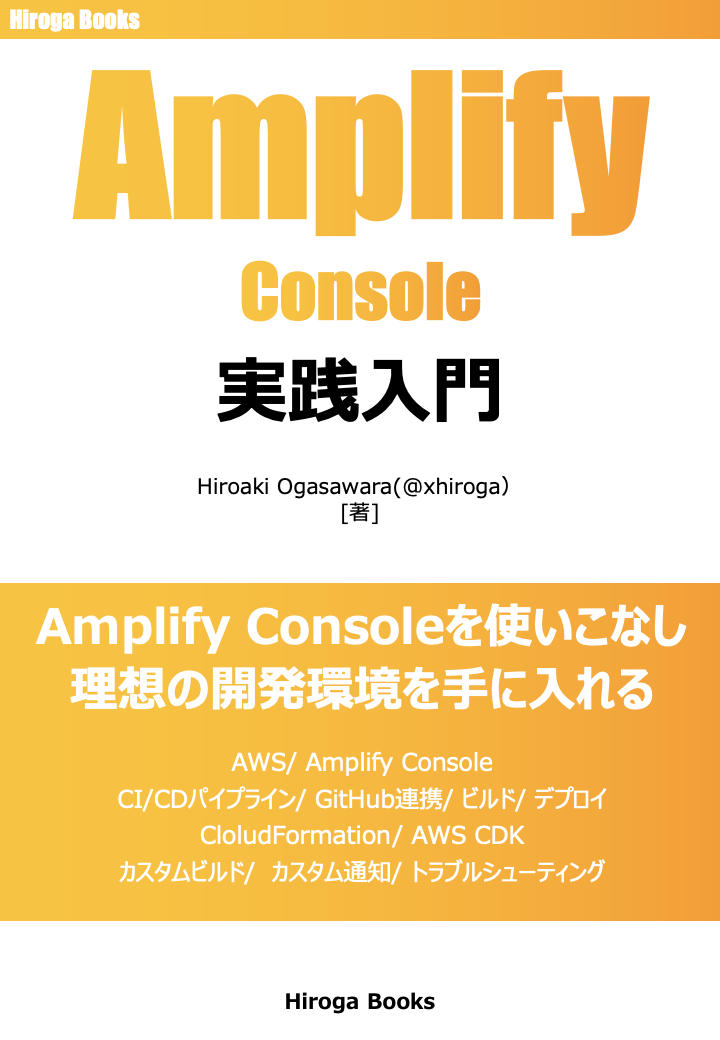 Hiroga Books
Amplify
Console
実践入門
Hiroaki Ogasawara(@xhiroga）
[著]
Amplify Consoleを使いこなし
理想の開発環境を手に入れる
AWS/ Amplify Console
CI/CDパイプライン/ GitHub連携/ ビルド/ デプロイ
CloludFormation/ AWS CDK
カスタムビルド/ カスタム通知/ トラブルシューティング
Hiroga Books